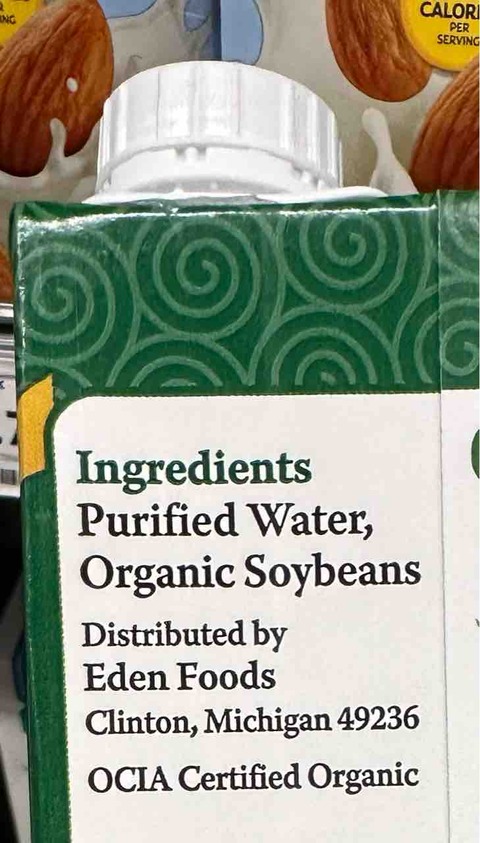 CALORI
PER
SERVING
Ingredients
Purified Water,
Organic Soybeans
Distributed by
Eden Foods
Clinton, Michigan 49236
OCIA Certified Organic